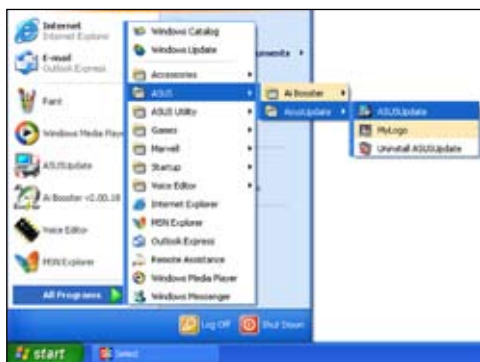 Internet
Internet Explorer
E-mail
Outlook Express
Paint
Windows Media Play
ASUSUpdate
Ai Booster v2.00.18
Voice Editor
MSN Explorer
All Programs
Windows Catalog
Windows Update
Accessories
ASUS
ASUS Utility
Games
Marvell
Startup
Voice Editor
Internet Explorer
MSN Explorer
Outlook Express
Remote Assistance
Windows Media Player
Windows Messenger
ocuments
Ai Booster
AsusUpdate
ASUSUpdate
MyLogo
Uninstall ASUSUpdate
Log Off
Shut Down
start